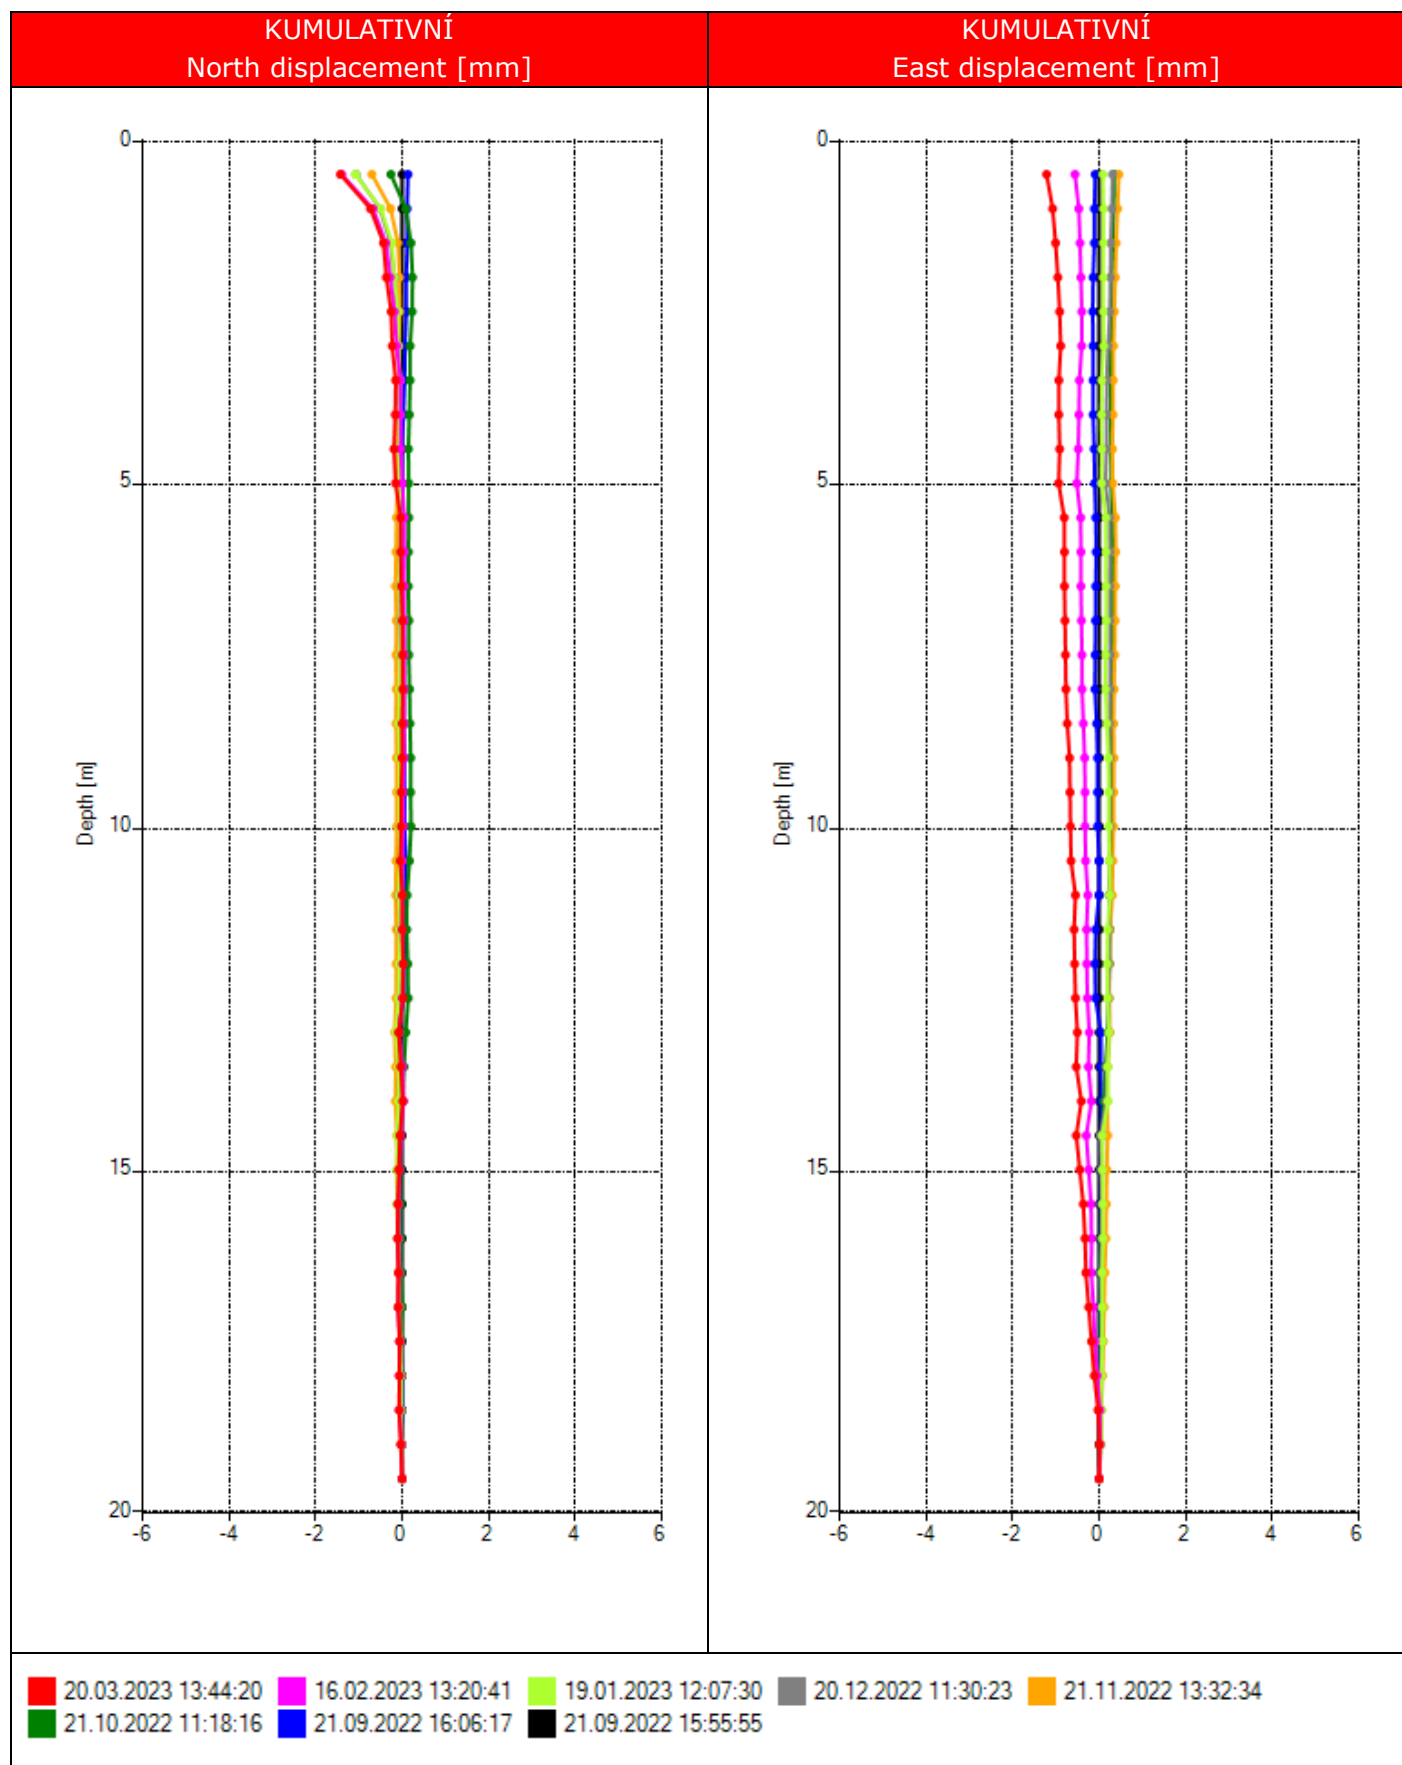 KUMULATIVNÍ
North displacement [mm]
KUMULATIVNÍ
East displacement [mm]
0
5
10
15
20
Depth [m]
-6 -4 -2 0 2 4 6
0
5
10
15
20
Depth [m]
-6 -4 -2 0 2 4 6
20.03.2023 13:44:20 16.02.2023 13:20:41 19.01.2023 12:07:30 20.12.2022 11:30:23 21.11.2022 13:32:34
21.10.2022 11:18:16 21.09.2022 16:06:17 21.09.2022 15:55:55